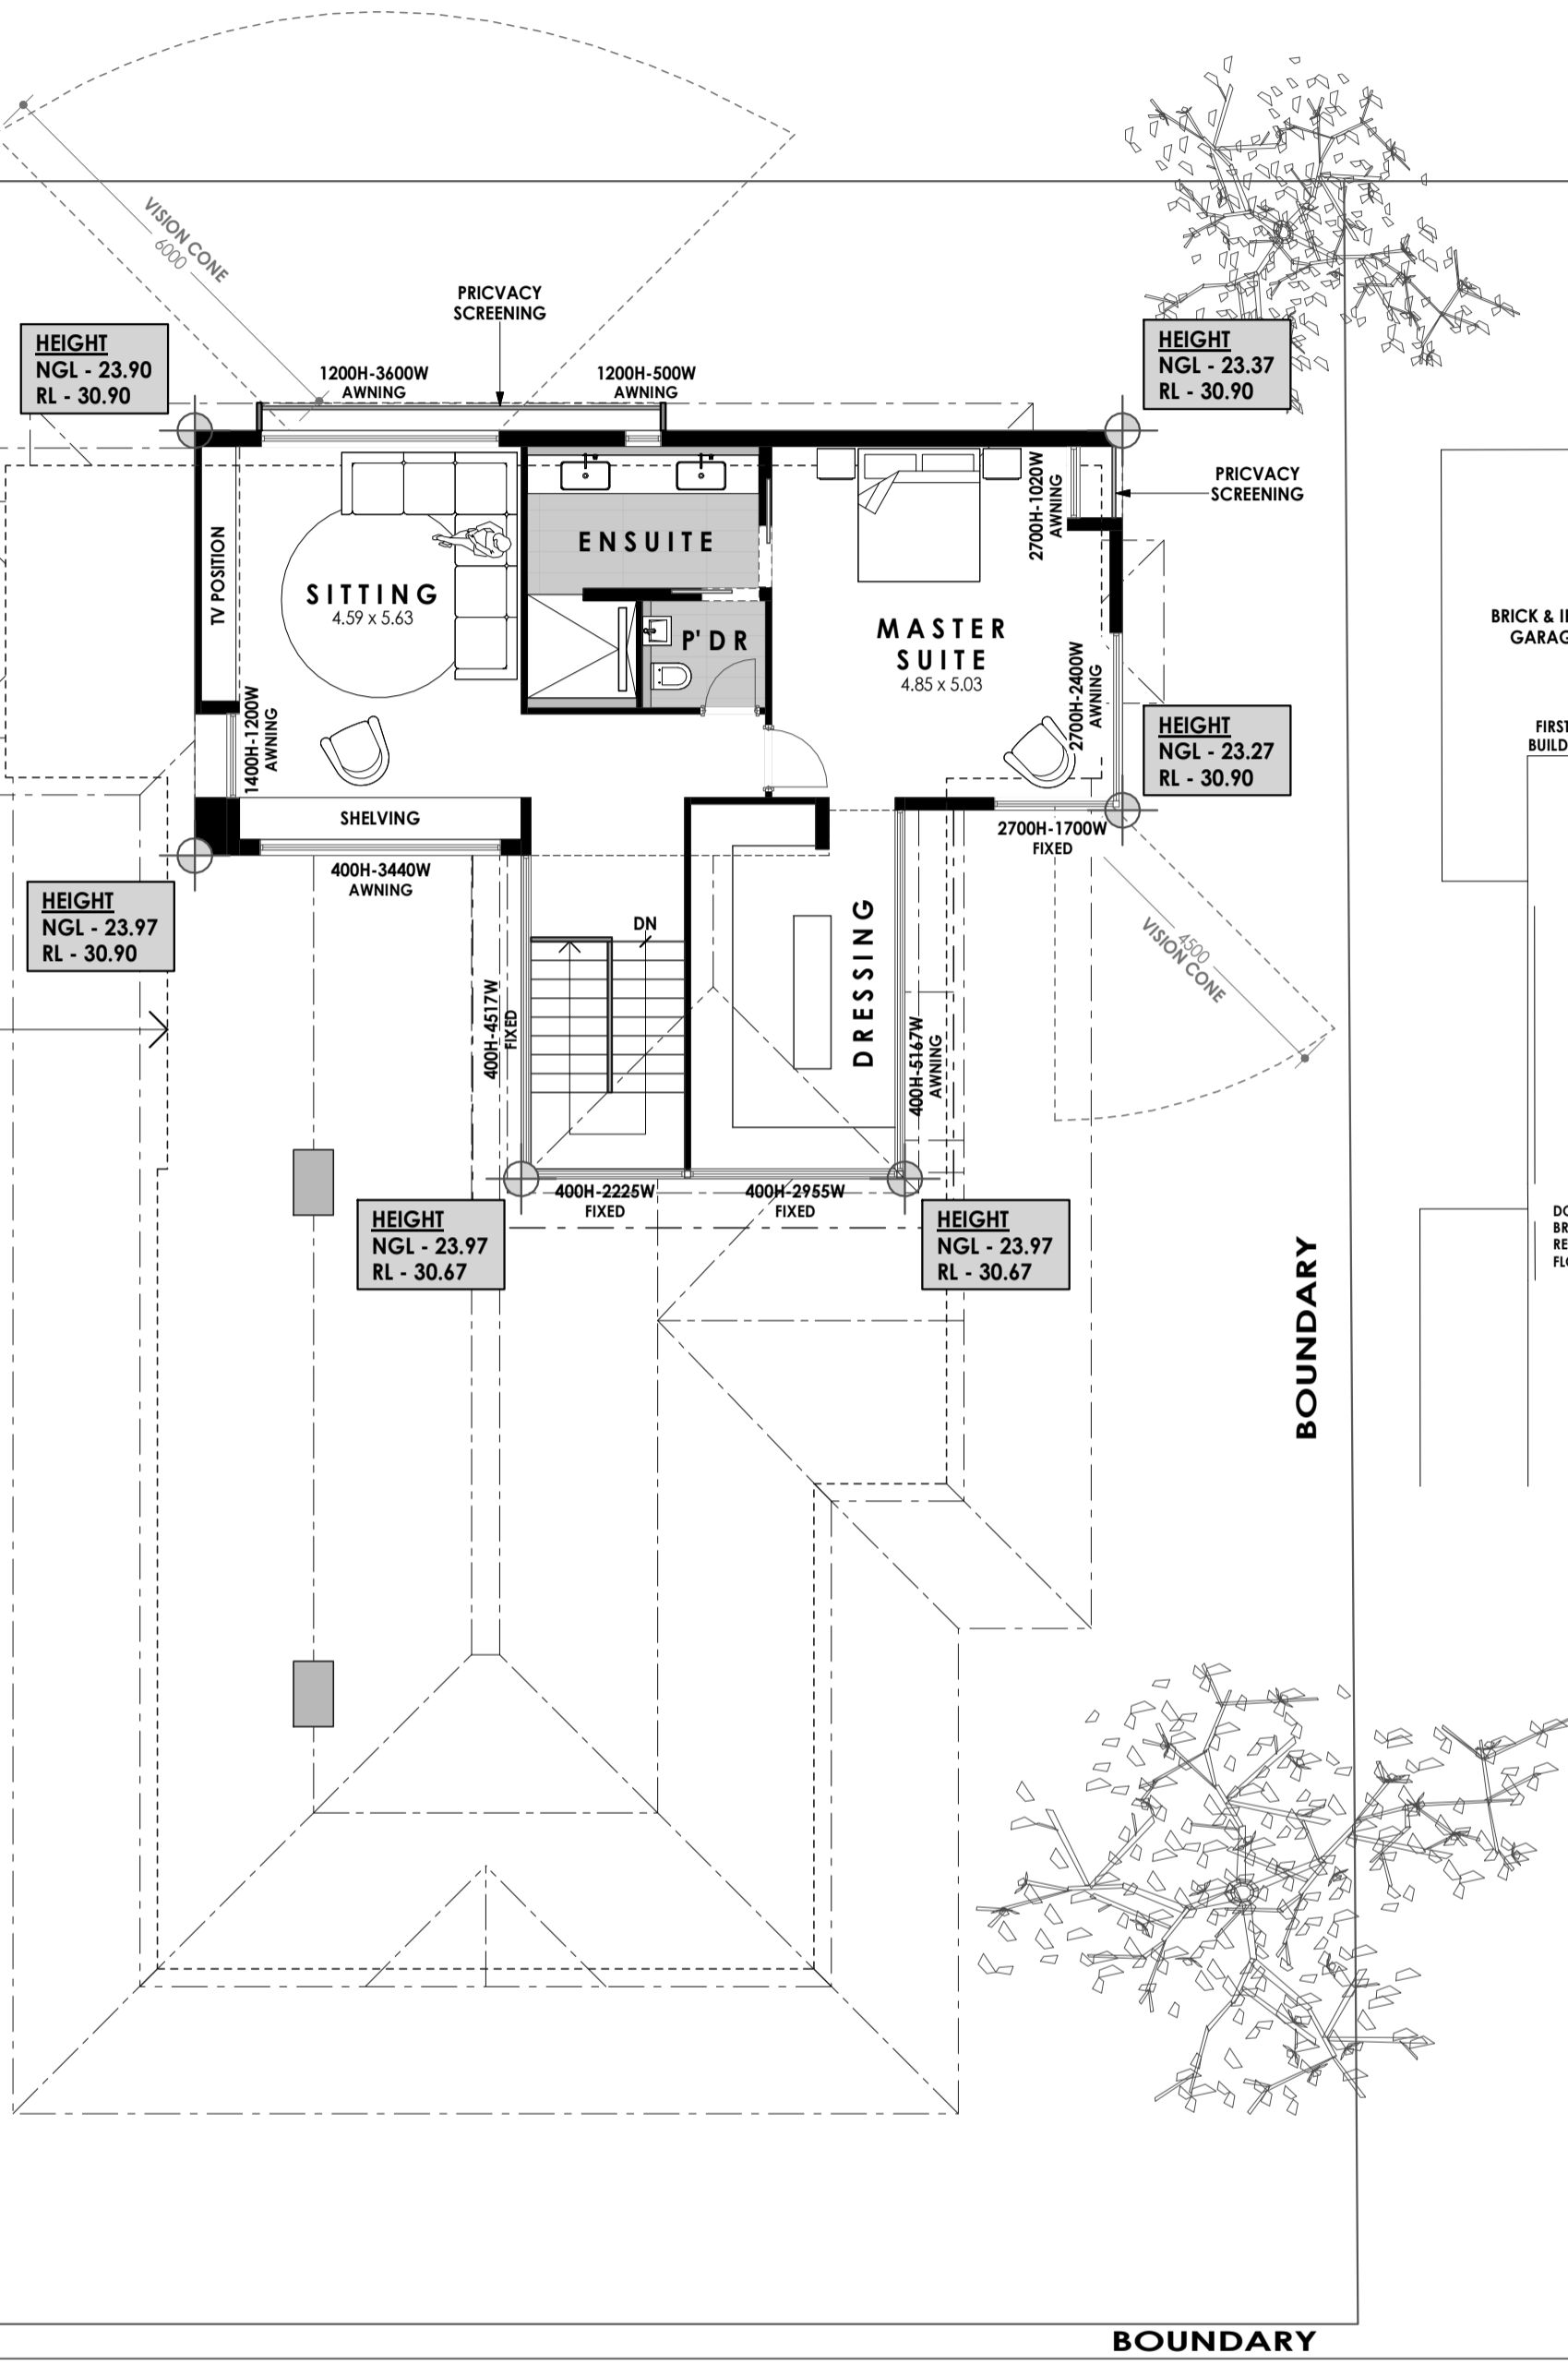 VISION CONE
6000
PRICVACY
SCREENING
HEIGHT
NGL - 23.90
RL - 30.90
1200H-3600W
AWNING
1200H-500W
AWNING
HEIGHT
NGL - 23.37
RL - 30.90
PRICVACY
SCREENING
2700H-1020W
AWNING
TV POSITION
SITTING
4.59 x 5.63
ENSUITE
P'DR
MASTER
SUITE
4.85 x 5.03
BRICK &
1400H-1200W
AWNING
2700H-2400W
AWNING
HEIGHT
NGL - 23.27
RL - 30.90
SHELVING
2700H-1700W
FIXED
400H-3440W
AWNING
HEIGHT
NGL - 23.97
RL - 30.90
DN
DRESSING
4500
VISION CONE
400H-4517W
FIXED
400H-5167W
AWNING
400H-2225W
FIXED
400H-2955W
FIXED
HEIGHT
NGL - 23.97
RL - 30.67
HEIGHT
NGL - 23.97
RL - 30.67
BOUNDARY
BOUNDARY